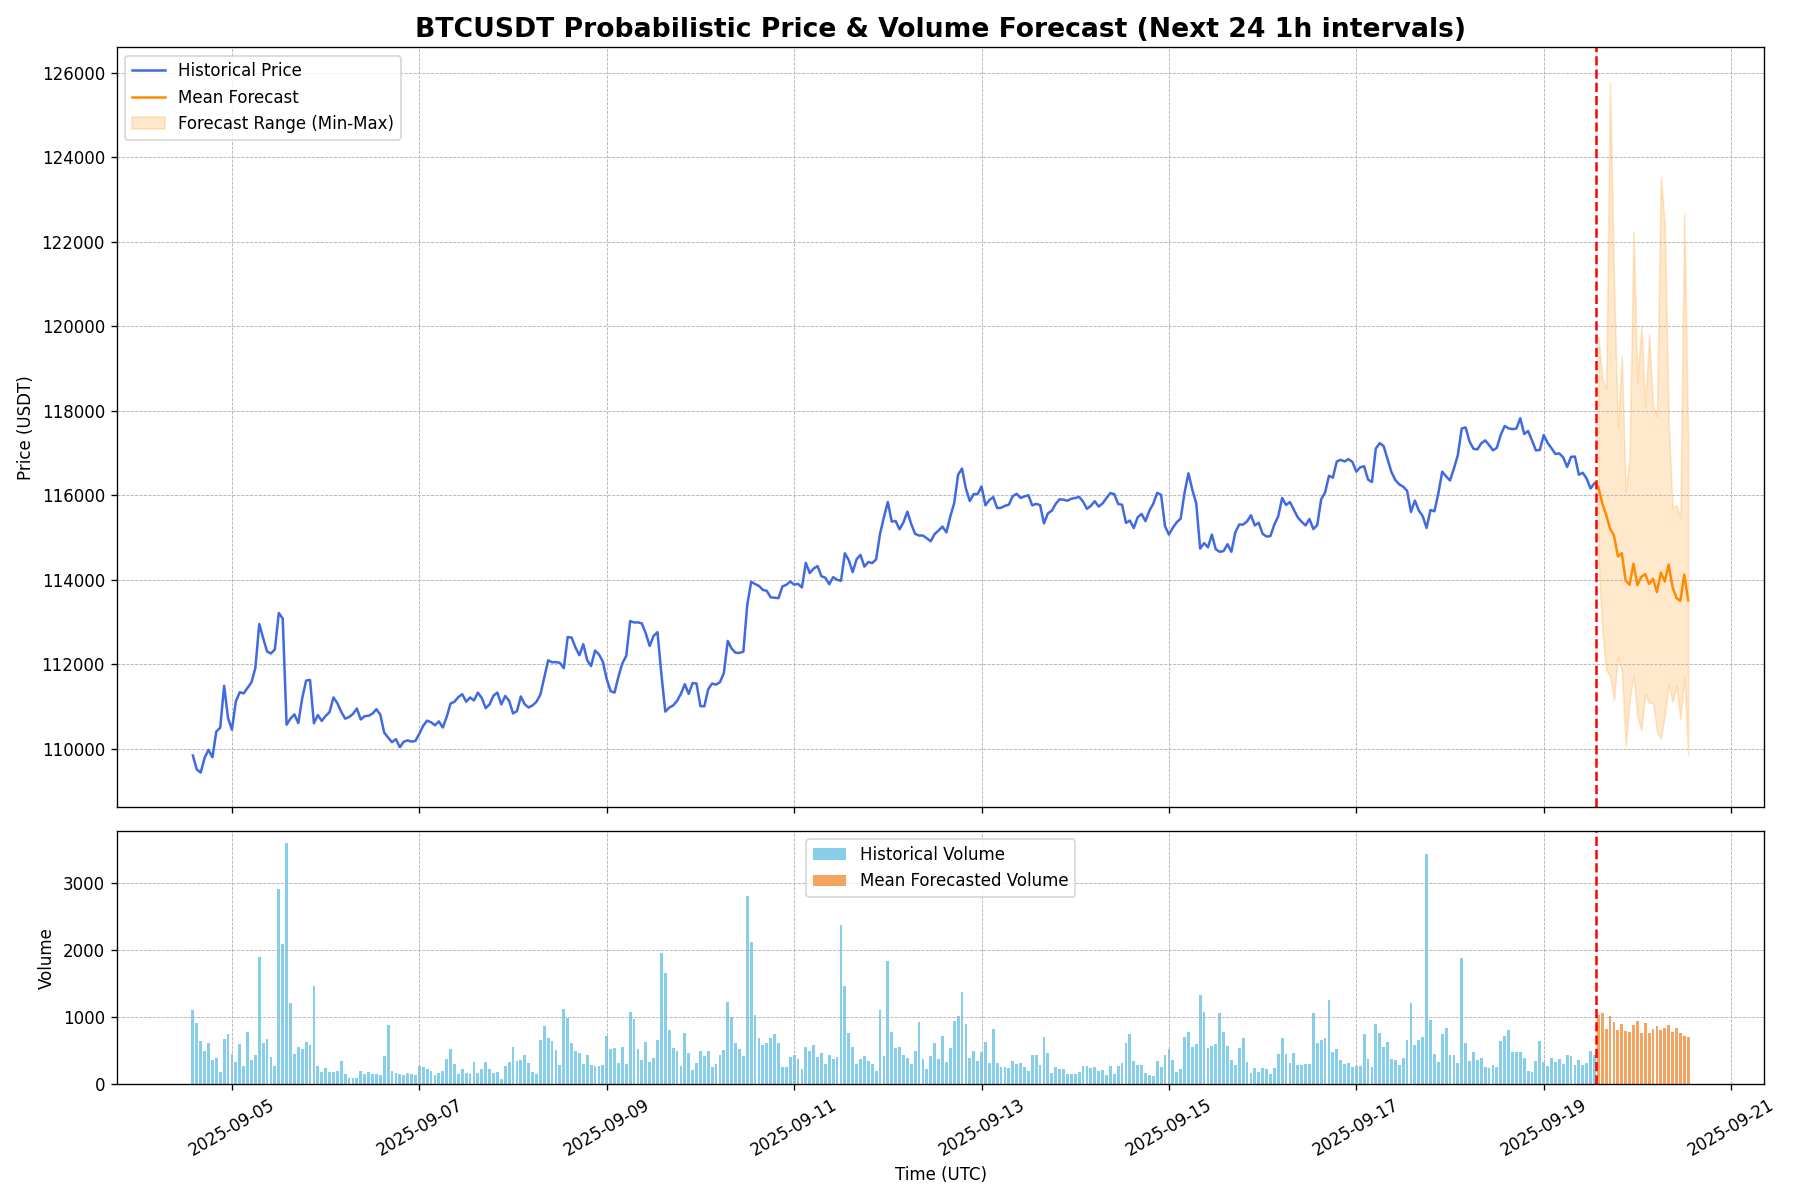 BTCUSDT Probabilistic Price & Volume Forecast (Next 24 1h intervals)
Historical Price
Mean Forecast
Forecast Range (Min-Max)
Price (USDT)
126000
124000
122000
120000
118000
116000
114000
112000
110000
Historical Volume
Mean Forecasted Volume
Volume
3000
2000
1000
0
2025-09-05
2025-09-07
2025-09-09
2025-09-11
2025-09-13
2025-09-15
2025-09-17
2025-09-19
2025-09-21
Time (UTC)